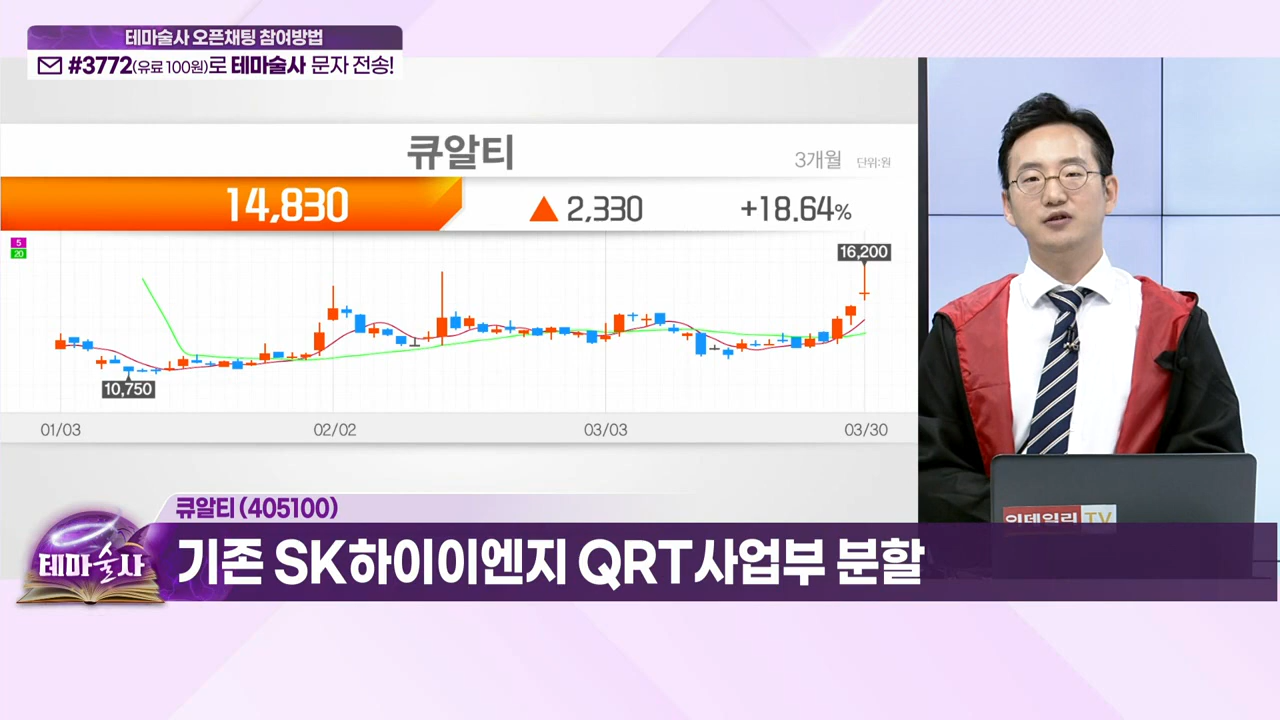 테마술사 오픈채팅 참여방법
#3772(유료 100원)로 테마술사 문자 전송!
큐알티
3개월 단위:원
14,830 ▲ 2,330 +18.64%
5
20
16,200
10,750
01/03 02/02 03/03 03/30
이데일리 TV
큐알티 (405100)
테마술사
기존 SK하이이엔지 QRT사업부 분할